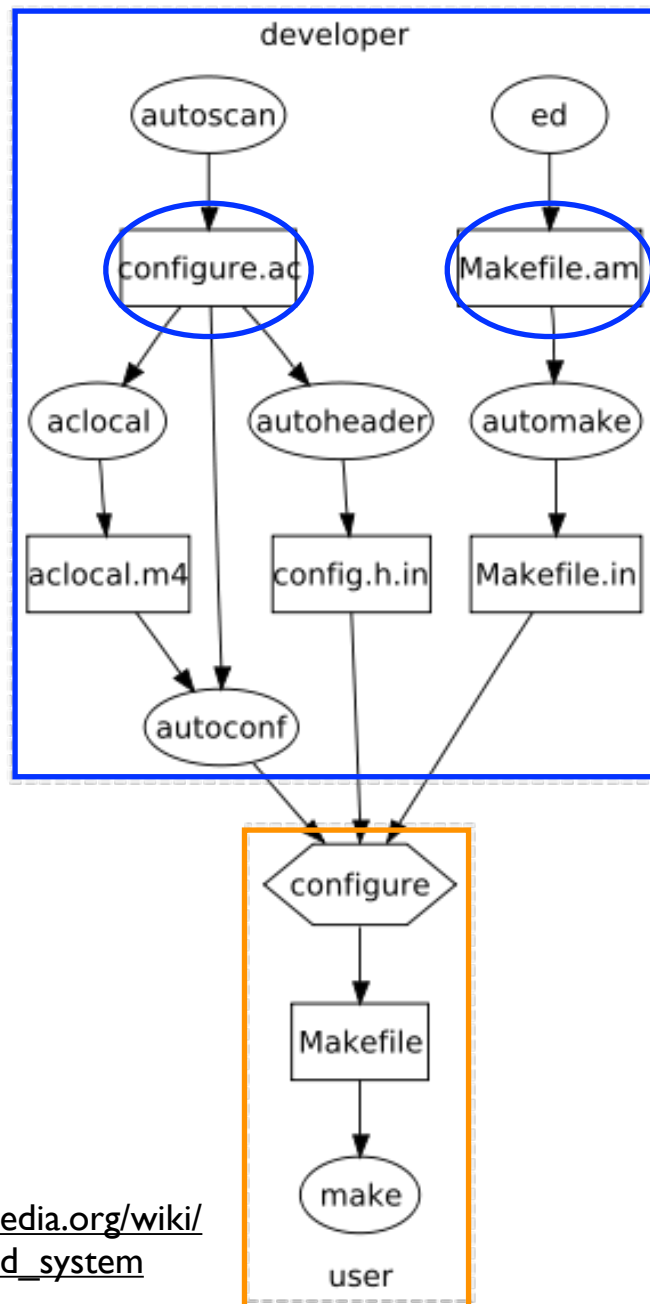 developer
autoscan
ed
configure.ac
Makefile.am
aclocal
autoheader
automake
aclocal.m4
config.h.in
Makefile.in
autoconf
configure
Makefile
make
edia.org/wiki/
d_system
user